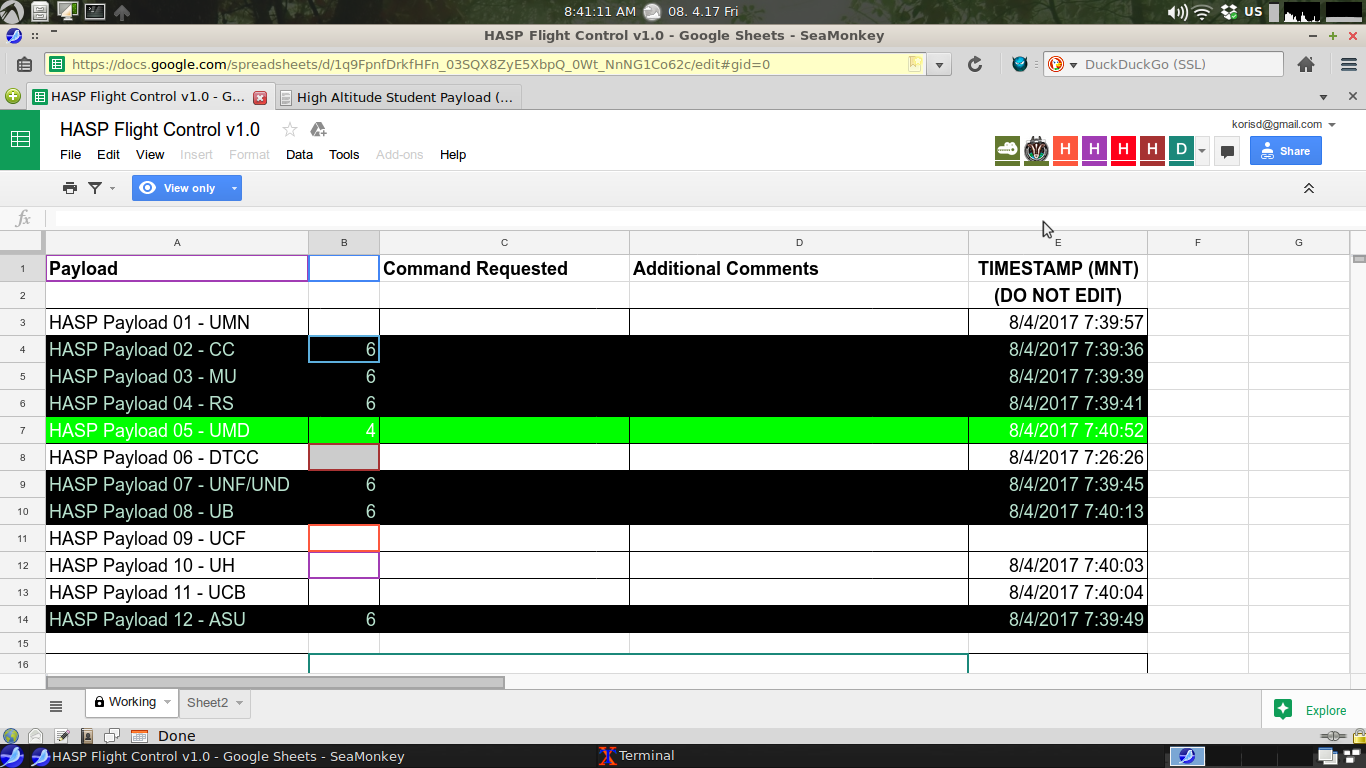 8:41:11 AM 08. 4.17 Fri US
HASP Flight Control v1.0 - Google Sheets - SeaMonkey
https://docs.google.com/spreadsheets/d/1q9FpnfDrkfHFn_03SQX8ZyE5XbpQ_0Wt_NnNG1Co62c/edit#gid=0 DuckDuckGo (SSL)
HASP Flight Control v1.0 - G... High Altitude Student Payload (...
HASP Flight Control v1.0 korisd@gmail.com
File Edit View Insert Format Data Tools Add-ons Help H H H H D Share
View only
fx
A B C D E F G
1 Payload Command Requested Additional Comments TIMESTAMP (MNT)
2 (DO NOT EDIT)
3 HASP Payload 01 - UMN 8/4/2017 7:39:57
4 HASP Payload 02 - CC 6 8/4/2017 7:39:36
5 HASP Payload 03 - MU 6 8/4/2017 7:39:39
6 HASP Payload 04 - RS 6 8/4/2017 7:39:41
7 HASP Payload 05 - UMD 4 8/4/2017 7:40:52
8 HASP Payload 06 - DTCC 8/4/2017 7:26:26
9 HASP Payload 07 - UNF/UND 6 8/4/2017 7:39:45
10 HASP Payload 08 - UB 6 8/4/2017 7:40:13
11 HASP Payload 09 - UCF
12 HASP Payload 10 - UH 8/4/2017 7:40:03
13 HASP Payload 11 - UCB 8/4/2017 7:40:04
14 HASP Payload 12 - ASU 6 8/4/2017 7:39:49
15
16
Working Sheet2 Explore
Done
HASP Flight Control v1.0 - Google Sheets - SeaMonkey Terminal